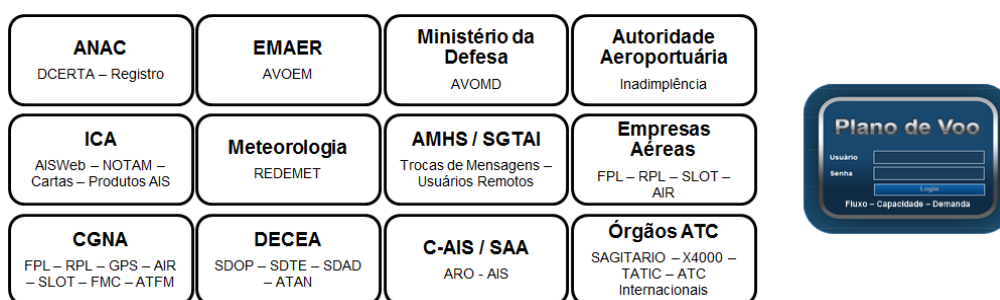 ANAC
DCERTA – Registro
EMAER
AVOEM
Ministério da
Defesa
AVOMD
Autoridade
Aeroportuária
Inadimplência
ICA
AISWeb – NOTAM –
Cartas – Produtos AIS
Meteorologia
REDEMET
AMHS / SGTAI
Trocas de Mensagens –
Usuários Remotos
Empresas
Aéreas
FPL – RPL – SLOT –
AIR
CGNA
FPL – RPL – GPS – AIR
– SLOT – FMC – ATFM
DECEA
SDOP – SDTE – SDAD
– ATAN
C-AIS / SAA
ARO - AIS
Órgãos ATC
SAGITARIO – X4000 –
TATIC – ATC
Internacionais
Plano de Voo
Usuário
Senha
Login
Fluxo – Capacidade – Demanda